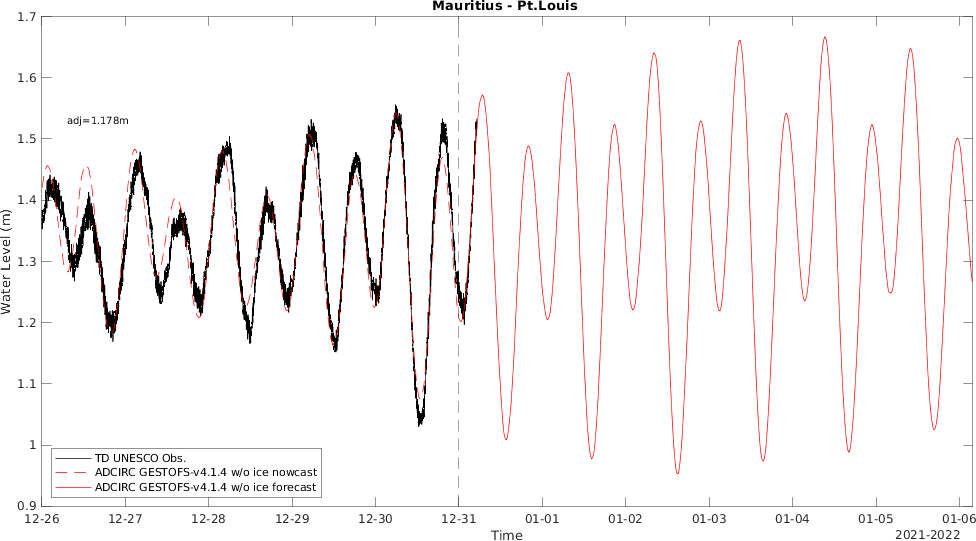 Mauritius - Pt.Louis
1.7
1.6
1.5
1.4
1.3
1.2
1.1
1
0.9
Water Level (m)
adj=1.178m
TD UNESCO Obs.
ADCIRC GESTOFS-v4.1.4 w/o ice nowcast
ADCIRC GESTOFS-v4.1.4 w/o ice forecast
12-26 12-27 12-28 12-29 12-30 12-31 01-01 01-02 01-03 01-04 01-05 01-06
Time
2021-2022